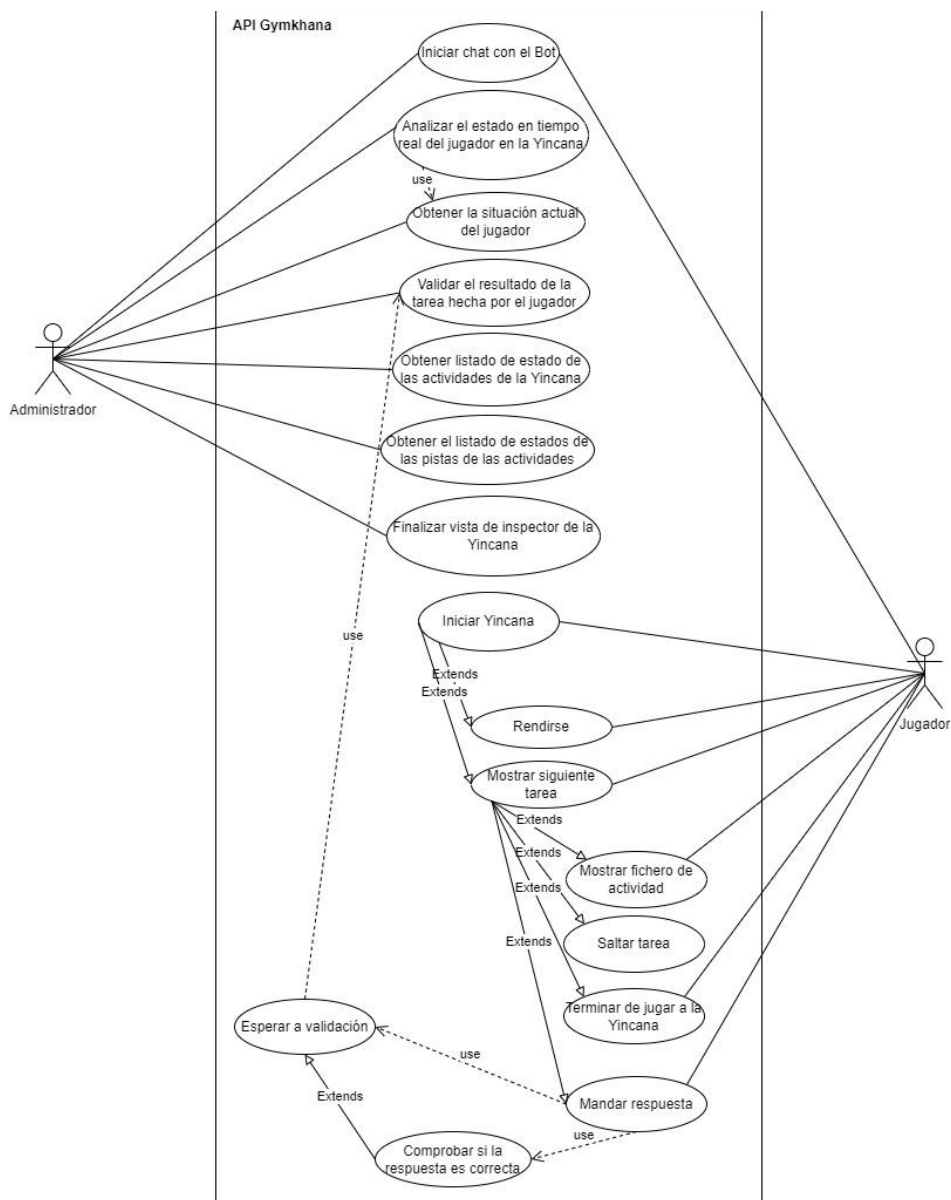 API Gymkhana
Iniciar chat con el Bot
Analizar el estado en tiempo
real del jugador en la Yincana
use
Obtener la situación actual
del jugador
Validar el resultado de la
tarea hecha por el jugador
Administrador
Obtener listado de estado de
las actividades de la Yincana
Obtener el listado de estados de
las pistas de las actividades
Finalizar vista de inspector de la
Yincana
Iniciar Yincana
use
Extends
Extends
Jugador
Rendirse
Mostrar siguiente
tarea
Extends
Extends
Extends
Extends
Mostrar fichero de
actividad
Saltar tarea
Terminar de jugar a la
Yincana
Esperar a validación
use
Extends
Mandar respuesta
use
Comprobar si la
respuesta es correcta